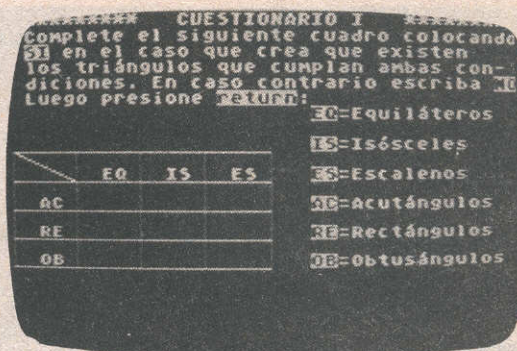 ********* CUESTIONARIO I *********
Complete el siguiente cuadro colocando
SI en el caso que crea que existen
los triángulos que cumplan ambas con-
diciones. En caso contrario escriba NO
Luego presione return:
EQ=Equiláteros
IS=Isósceles
EQ IS ES
ES=Escalenos
AC
AC=Acutángulos
RE
RE=Rectángulos
OB
OB=Obtusángulos